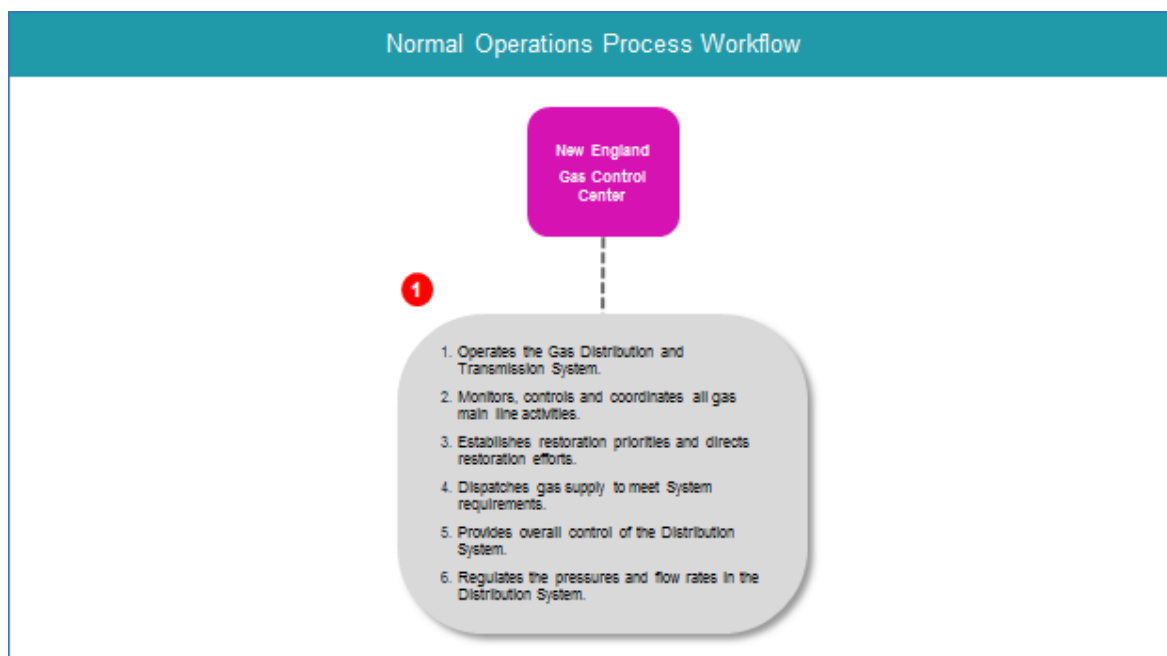 Normal Operations Process Workflow
New England
Gas Control
Center
1
1. Operates the Gas Distribution and
Transmission System.
2. Monitors, controls and coordinates all gas
main line activities.
3. Establishes restoration priorities and directs
restoration efforts.
4. Dispatches gas supply to meet System
requirements.
5. Provides overall control of the Distribution
System.
6. Regulates the pressures and flow rates in the
Distribution System.